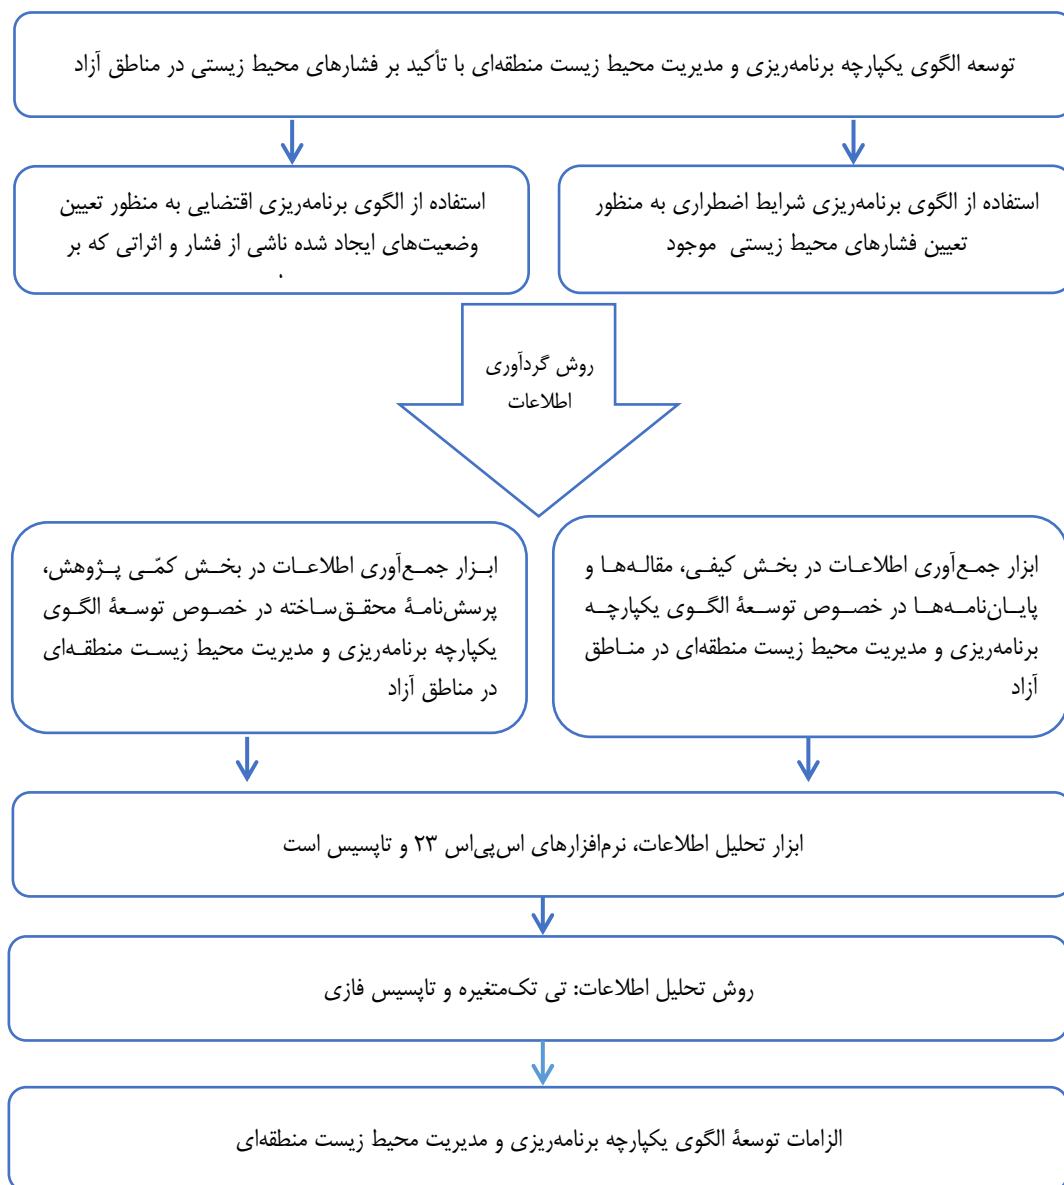 توسعه الگوی یکپارچه برنامه‌ریزی و مدیریت محیط زیست منطقه‌ای با تأکید بر فشارهای محیط زیستی در مناطق آزاد
استفاده از الگوی برنامه‌ریزی شرایط اضطراری به منظور
تعیین فشارهای محیط زیستی موجود
استفاده از الگوی برنامه‌ریزی اقتضایی به منظور تعیین
وضعیت‌های ایجاد شده ناشی از فشار و اثراتی که بر
روش گردآوری
اطلاعات
ابزار جمع‌آوری اطلاعات در بخش کیفی، مقاله‌ها و
پایان‌نامه‌ها در خصوص توسعهٔ الگوی یکپارچه
برنامه‌ریزی و مدیریت محیط زیست منطقه‌ای در مناطق
آزاد
ابزار جمع‌آوری اطلاعات در بخش کمّی پژوهش،
پرسش‌نامهٔ محقق‌ساخته در خصوص توسعهٔ الگوی
یکپارچه برنامه‌ریزی و مدیریت محیط زیست منطقه‌ای
در مناطق آزاد
ابزار تحلیل اطلاعات، نرم‌افزارهای اس‌پی‌اس ۲۳ و تاپسیس است
روش تحلیل اطلاعات: تی تک‌متغیره و تاپسیس فازی
الزامات توسعهٔ الگوی یکپارچه برنامه‌ریزی و مدیریت محیط زیست منطقه‌ای